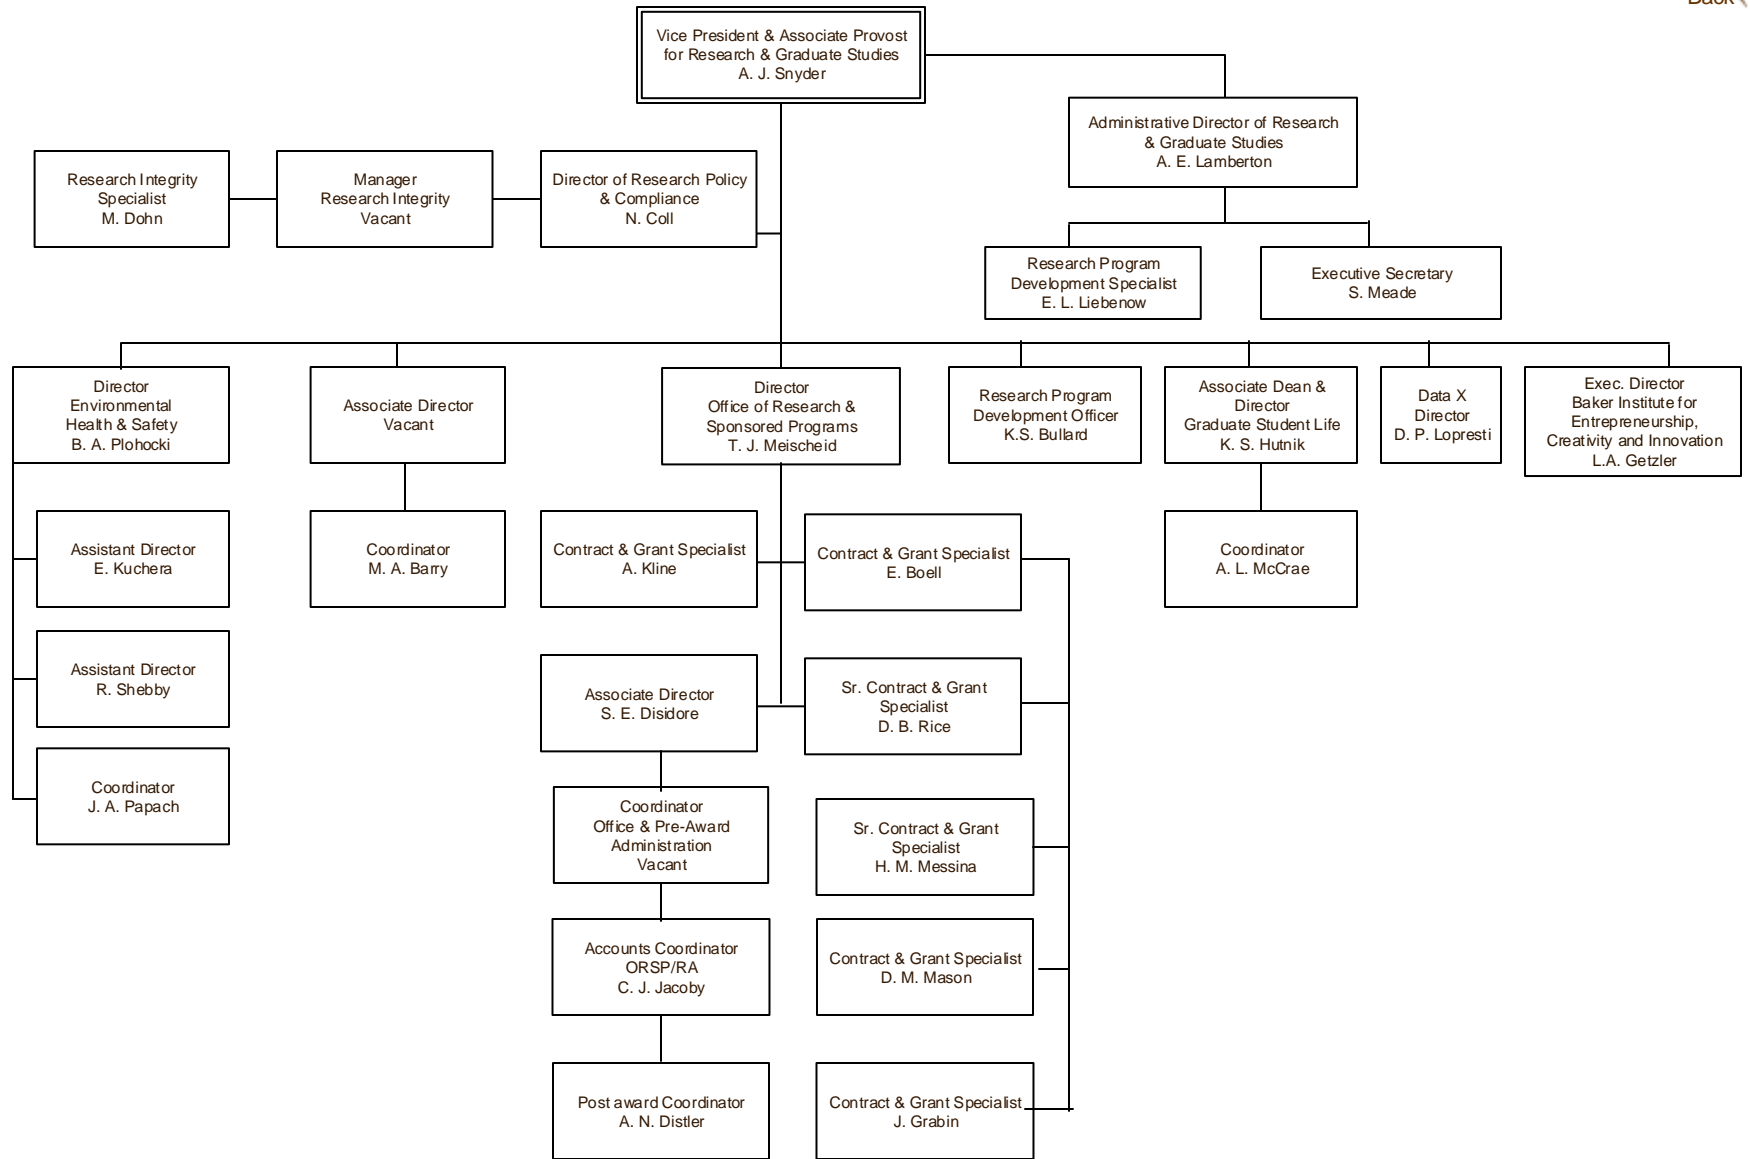 Back
Vice President & Associate Provost
for Research & Graduate Studies
A. J. Snyder
Administrative Director of Research
& Graduate Studies
A. E. Lamberton
Research Integrity
Specialist
M. Dohn
Manager
Research Integrity
Vacant
Director of Research Policy
& Compliance
N. Coll
Research Program
Development Specialist
E. L. Liebenow
Executive Secretary
S. Meade
Director
Environmental
Health & Safety
B. A. Plohocki
Associate Director
Vacant
Director
Office of Research &
Sponsored Programs
T. J. Meischeid
Research Program
Development Officer
K.S. Bullard
Associate Dean &
Director
Graduate Student Life
K. S. Hutnik
Data X
Director
D. P. Lopresti
Exec. Director
Baker Institute for
Entrepreneurship,
Creativity and Innovation
L.A. Getzler
Assistant Director
E. Kuchera
Coordinator
M. A. Barry
Contract & Grant Specialist
A. Kline
Contract & Grant Specialist
E. Boell
Coordinator
A. L. McCrae
Assistant Director
R. Shebby
Associate Director
S. E. Disidore
Sr. Contract & Grant
Specialist
D. B. Rice
Coordinator
J. A. Papach
Coordinator
Office & Pre-Award
Administration
Vacant
Sr. Contract & Grant
Specialist
H. M. Messina
Accounts Coordinator
ORSP/RA
C. J. Jacoby
Contract & Grant Specialist
D. M. Mason
Post award Coordinator
A. N. Distler
Contract & Grant Specialist
J. Grabin